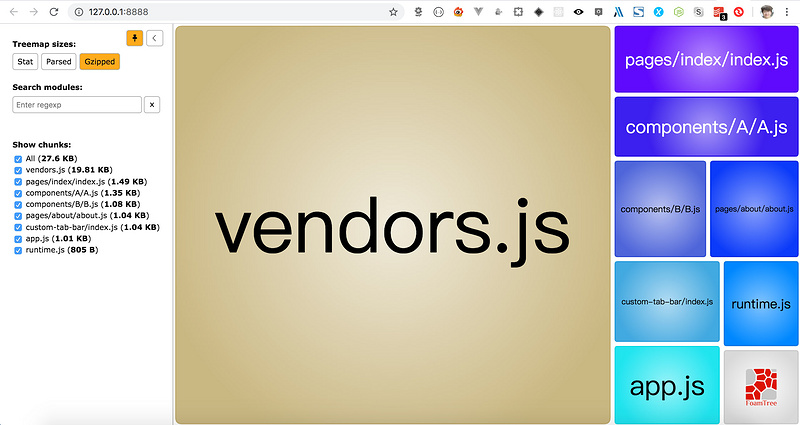 127.0.0.1:8888
3
Treemap sizes:
Stat Parsed Gzipped
Search modules:
Enter regexp x
Show chunks:
All (27.6 KB)
vendors.js (19.81 KB)
pages/index/index.js (1.49 KB)
components/A/A.js (1.35 KB)
components/B/B.js (1.08 KB)
pages/about/about.js (1.04 KB)
custom-tab-bar/index.js (1.04 KB)
app.js (1.01 KB)
runtime.js (805 B)
vendors.js
pages/index/index.js
components/A/A.js
components/B/B.js
pages/about/about.js
custom-tab-bar/index.js
runtime.js
app.js
FoamTree